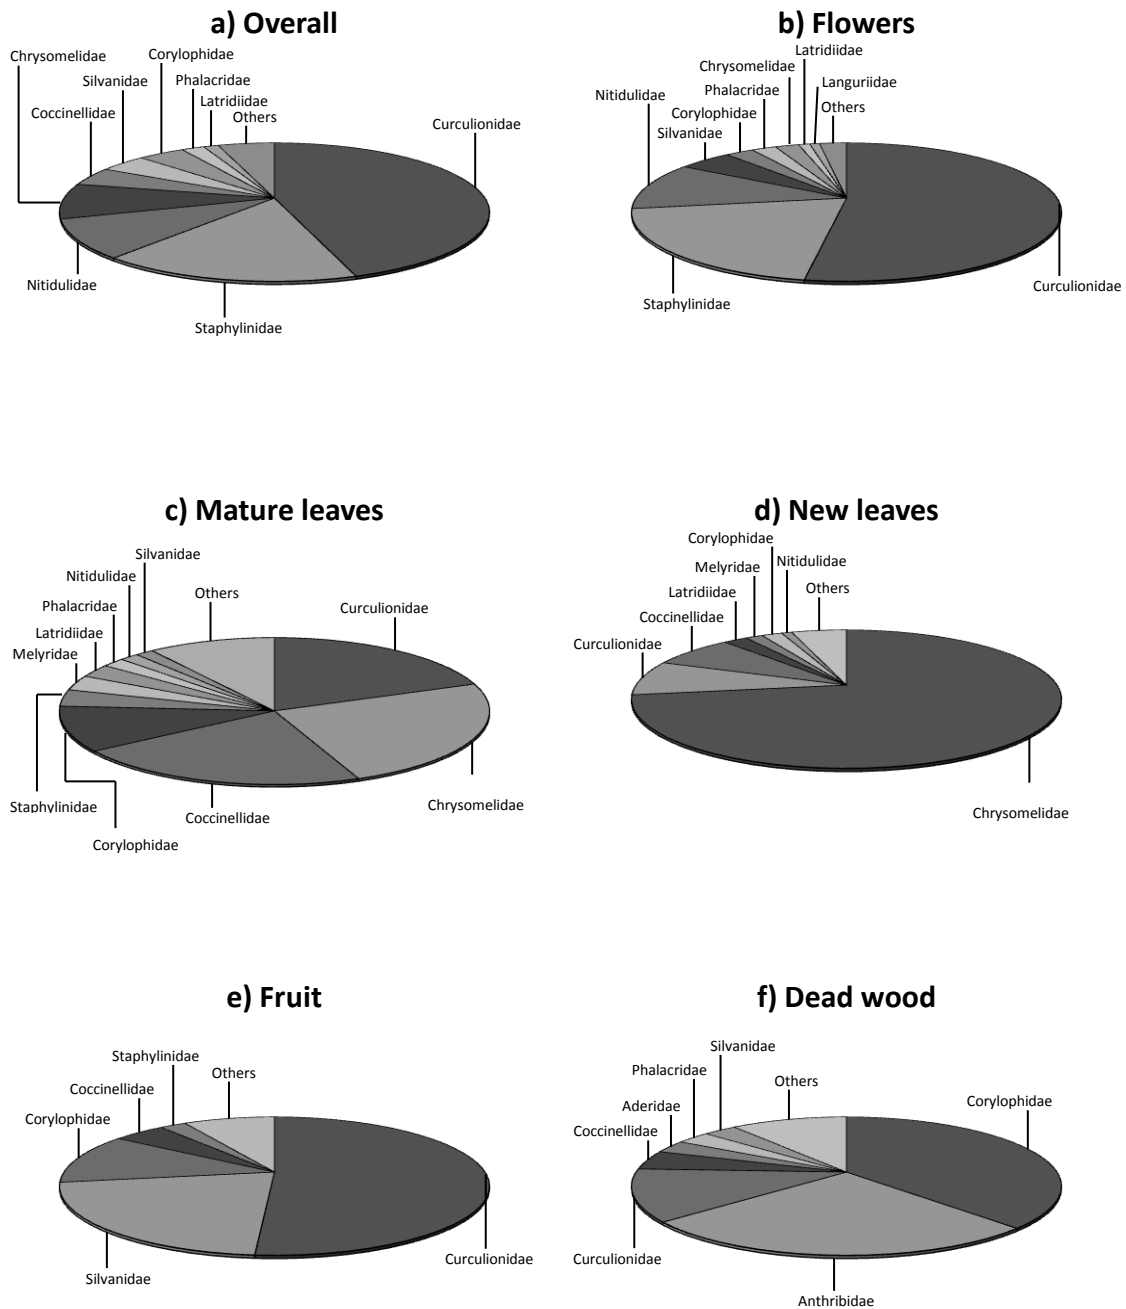 a) Overall
Chrysomelidae
Corylophidae
Silvanidae
Phalacridae
Latridiidae
Coccinellidae
Others
Curculionidae
Nitidulidae
Staphylinidae
b) Flowers
Latridiidae
Chrysomelidae
Languriidae
Phalacridae
Nitidulidae
Others
Corylophidae
Silvanidae
Staphylinidae
Curculionidae
c) Mature leaves
Silvanidae
Nitidulidae
Others
Phalacridae
Curculionidae
Latridiidae
Melyridae
Staphylinidae
Chrysomelidae
Coccinellidae
Corylophidae
d) New leaves
Corylophidae
Nitidulidae
Melyridae
Others
Latridiidae
Coccinellidae
Curculionidae
Chrysomelidae
e) Fruit
Staphylinidae
Others
Coccinellidae
Corylophidae
Curculionidae
Silvanidae
f) Dead wood
Silvanidae
Phalacridae
Others
Corylophidae
Aderidae
Coccinellidae
Curculionidae
Anthribidae